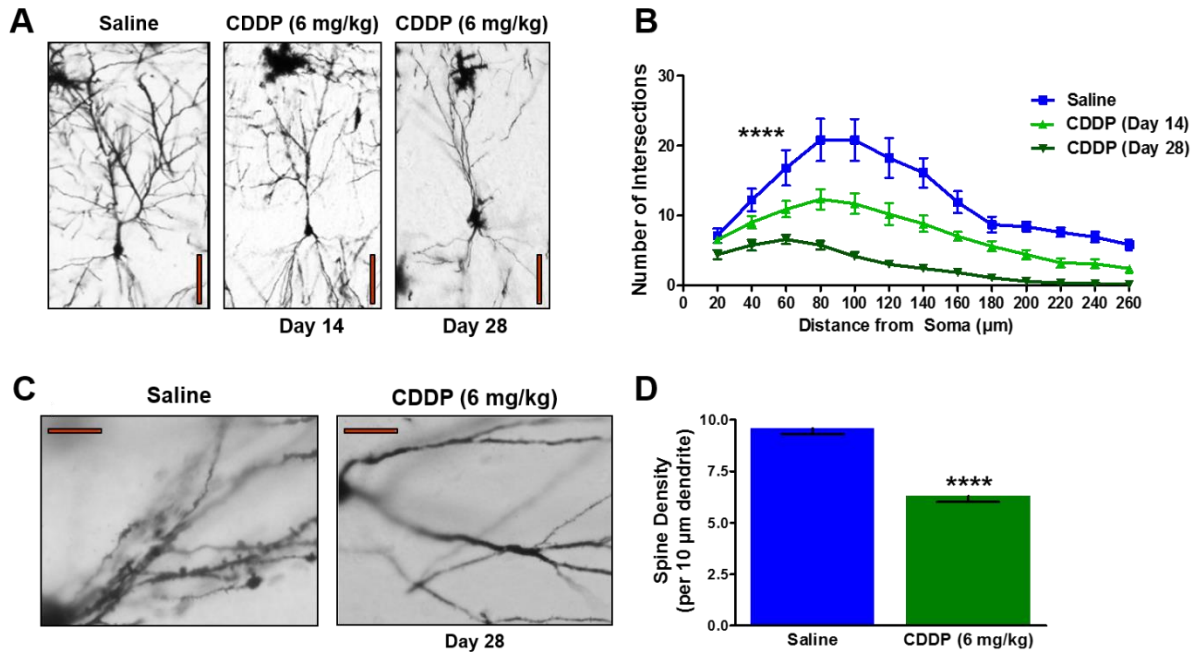 A
Saline
CDDP (6 mg/kg)
CDDP (6 mg/kg)
Day 14
Day 28
B
Number of Intersections
30
20
10
0
****
Saline
CDDP (Day 14)
CDDP (Day 28)
0 20 40 60 80 100 120 140 160 180 200 220 240 260
Distance from Soma (µm)
C
Saline
CDDP (6 mg/kg)
Day 28
D
Spine Density
(per 10 µm dendrite)
10.0
7.5
5.0
2.5
0.0
****
Saline
CDDP (6 mg/kg)